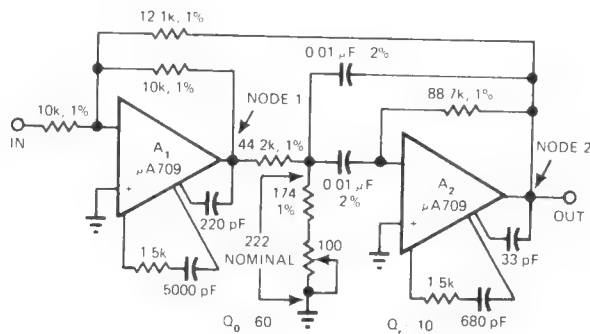 12 1k, 1%
0 01 μF 2%
10k, 1%
NODE 1
88 7k, 1%
10k, 1%
IN
A1
μA709
44 2k, 1%
0 01 μF
2%
A2
μA709
NODE 2
OUT
174
1%
220 pF
222
NOMINAL
100
33 pF
1 5k
5000 pF
1 5k
680 pF
Q0 60
Qr 10
+
+